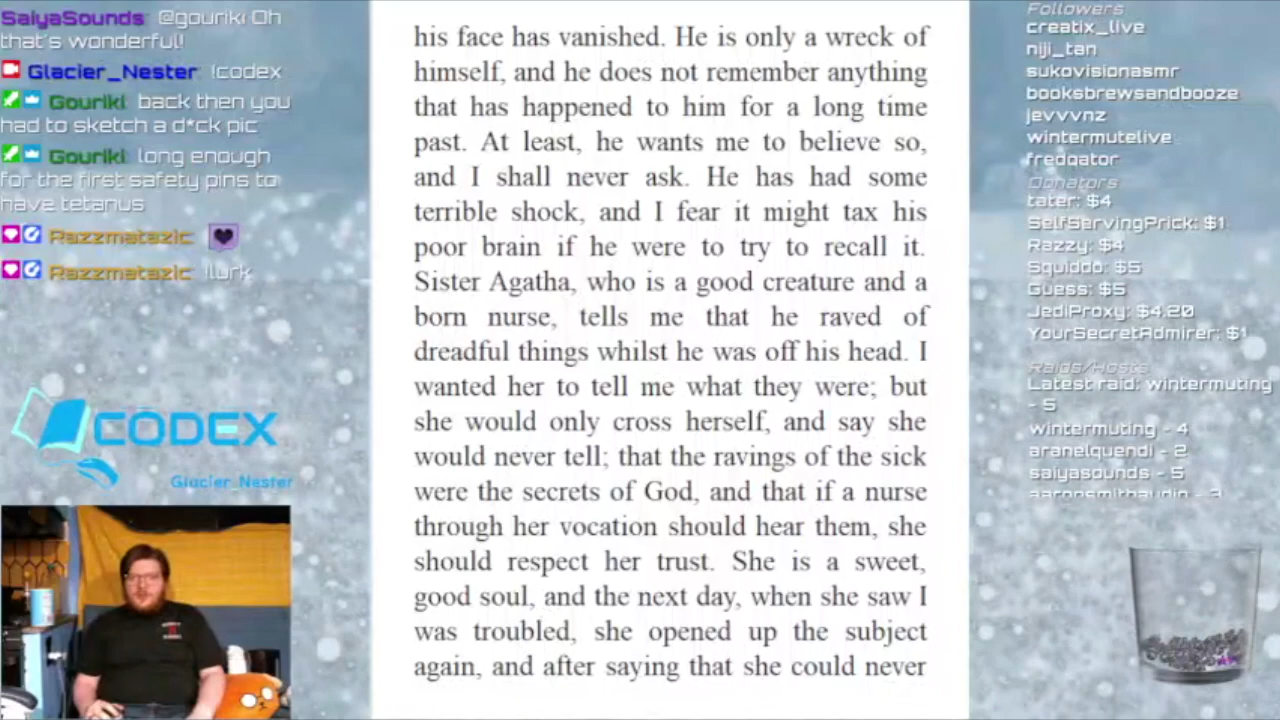 SaiyaSounds: @gouriki Oh
that's wonderful!
Glacier_Nester: !codex
Gouriki: back then you
had to sketch a d*ck pic
Gouriki: long enough
for the first safety pins to
have tetanus
Razzmatazic:
Razzmatazic: !lurk
CODEX
Glacier_Nester
his face has vanished. He is only a wreck of
himself, and he does not remember anything
that has happened to him for a long time
past. At least, he wants me to believe so,
and I shall never ask. He has had some
terrible shock, and I fear it might tax his
poor brain if he were to try to recall it.
Sister Agatha, who is a good creature and a
born nurse, tells me that he raved of
dreadful things whilst he was off his head. I
wanted her to tell me what they were; but
she would only cross herself, and say she
would never tell; that the ravings of the sick
were the secrets of God, and that if a nurse
through her vocation should hear them, she
should respect her trust. She is a sweet,
good soul, and the next day, when she saw I
was troubled, she opened up the subject
again, and after saying that she could never
Followers
creatix_live
niji_tan
sukovisionasmr
booksbrewsandbooze
jevvvnz
wintermutelive
fredgator
Donators
tater: $4
SelfServingPrick: $1
Razzy: $4
Squiddo: $5
Guess: $5
JediProxy: $4.20
YourSecretAdmirer: $1
Raids/Hosts
Latest raid: wintermuting
- 5
wintermuting - 4
aranelquendi - 2
saiyasounds - 5